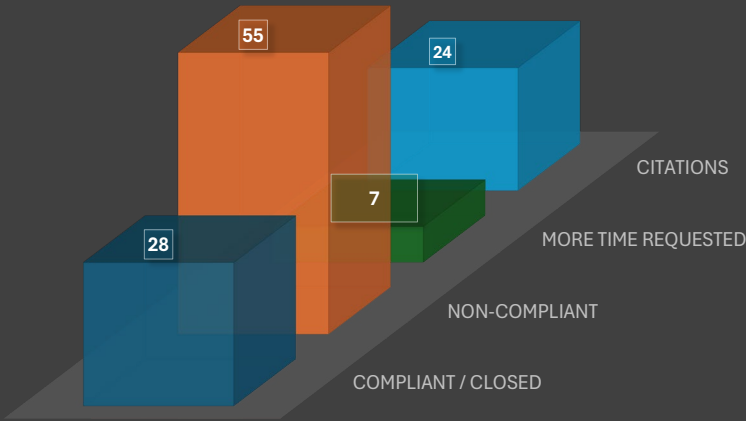 55
24
CITATIONS
7
MORE TIME REQUESTED
28
NON-COMPLIANT
COMPLIANT / CLOSED